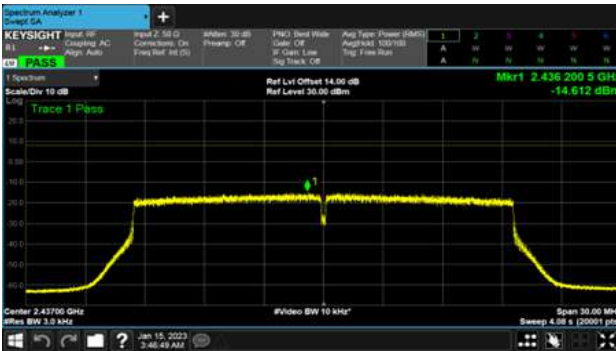 Spectrum Analyzer 1
Swept SA
+
KEYSIGHT Input: RF Input Z: 50 Ω #Atten: 30 dB PNO: Best Wide Avg Type: Power (RMS) 1 2 3 4 5 6
R L Coupling: AC Corrections: On Preamp: Off Gate: Off Avg|Hold: 100/100 A W W W W W
Align: Auto Freq Ref: Int (S) IF Gain: Low Trig: Free Run
PASS Sig Track: Off A N N N N N
1 Spectrum Ref Lvl Offset 14.00 dB Mkr1 2.436 200 5 GHz
Scale/Div 10 dB Ref Level 30.00 dBm -14.612 dBm
Log Trace 1 Pass
20.0
10.0
0.00
-10.0
1
-20.0
-30.0
-40.0
-50.0
-60.0
Center 2.43700 GHz #Video BW 10 kHz* Span 30.00 MHz
#Res BW 3.0 kHz Sweep 4.08 s (20001 pts)
? Jan 15, 2023
3:46:49 AM